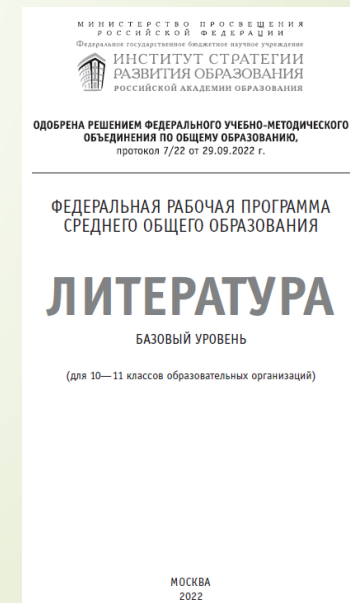 МИНИСТЕРСТВО ПРОСВЕЩЕНИЯ
РОССИЙСКОЙ ФЕДЕРАЦИИ
Федеральное государственное бюджетное научное учреждение
ИНСТИТУТ СТРАТЕГИИ
РАЗВИТИЯ ОБРАЗОВАНИЯ
РОССИЙСКОЙ АКАДЕМИИ ОБРАЗОВАНИЯ
ОДОБРЕНА РЕШЕНИЕМ ФЕДЕРАЛЬНОГО УЧЕБНО-МЕТОДИЧЕСКОГО
ОБЪЕДИНЕНИЯ ПО ОБЩЕМУ ОБРАЗОВАНИЮ,
протокол 7/22 от 29.09.2022 г.
ФЕДЕРАЛЬНАЯ РАБОЧАЯ ПРОГРАММА
СРЕДНЕГО ОБЩЕГО ОБРАЗОВАНИЯ
ЛИТЕРАТУРА
БАЗОВЫЙ УРОВЕНЬ
(для 10—11 классов образовательных организаций)
МОСКВА
2022